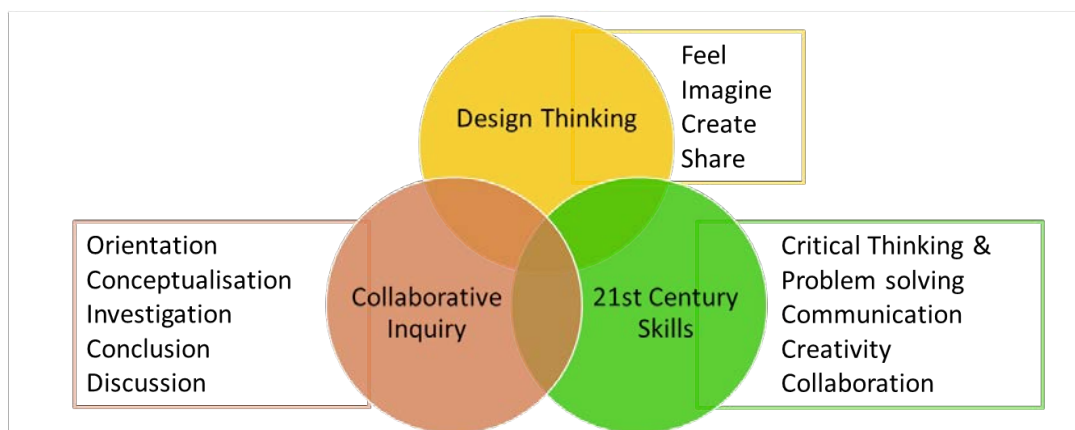 Design Thinking
Feel
Imagine
Create
Share
Orientation
Conceptualisation
Investigation
Conclusion
Discussion
Collaborative
Inquiry
21st Century
Skills
Critical Thinking &
Problem solving
Communication
Creativity
Collaboration